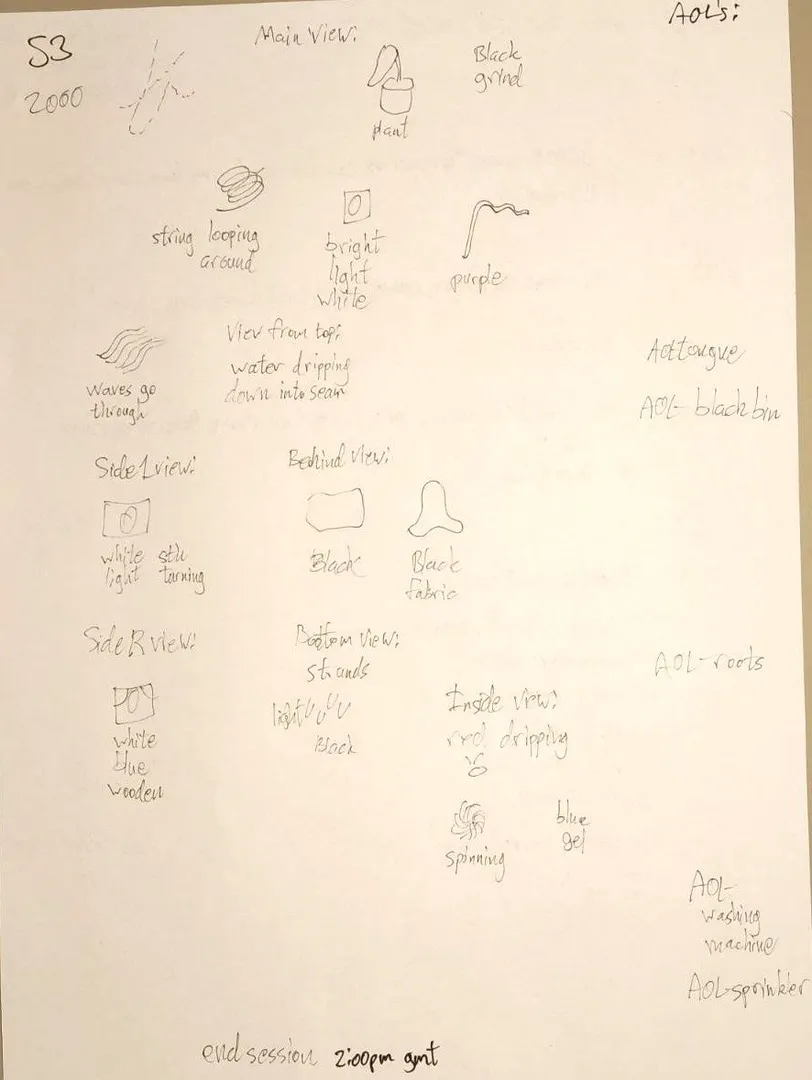 AOL's:
S3
Main View:
2000
Black
grind
plant
string looping
around
bright
light
white
purple
View from top:
water dripping
down into seam
waves go
through
AOL tongue
AOL- black bin
Side L view:
Behind view:
white
light
sth
turning
Black
Black
fabric
Side R view:
Bottom view:
strands
AOL- roots
light
Black
Inside view:
red dripping
white
blue
wooden
spinning
blue
gel
AOL-
washing
machine
AOL-sprinkler
end session 2:00pm gmt